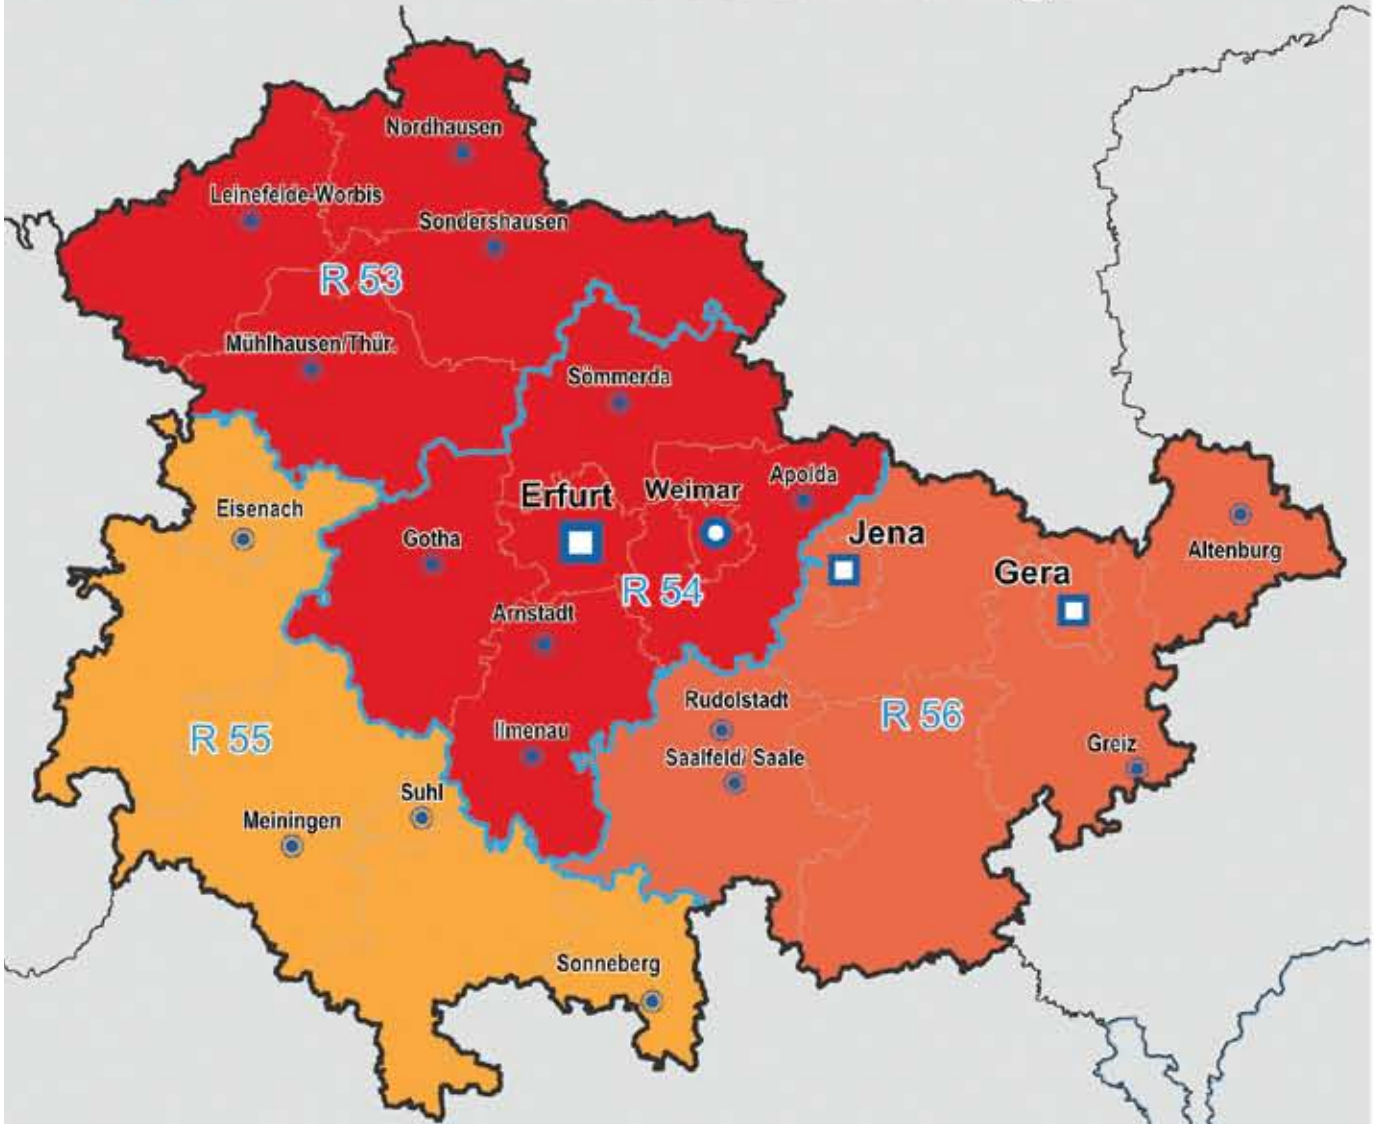 Nordhausen
Leinefelde-Worbis
Sondershausen
R 53
Mühlhausen/Thür.
Sömmerda
Apolda
Weimar
Erfurt
Eisenach
Gotha
Jena
Altenburg
Gera
R 54
Arnstadt
Rudolstadt
R 56
Ilmenau
R 55
Greiz
Saalfeld/ Saale
Suhl
Meiningen
Sonneberg